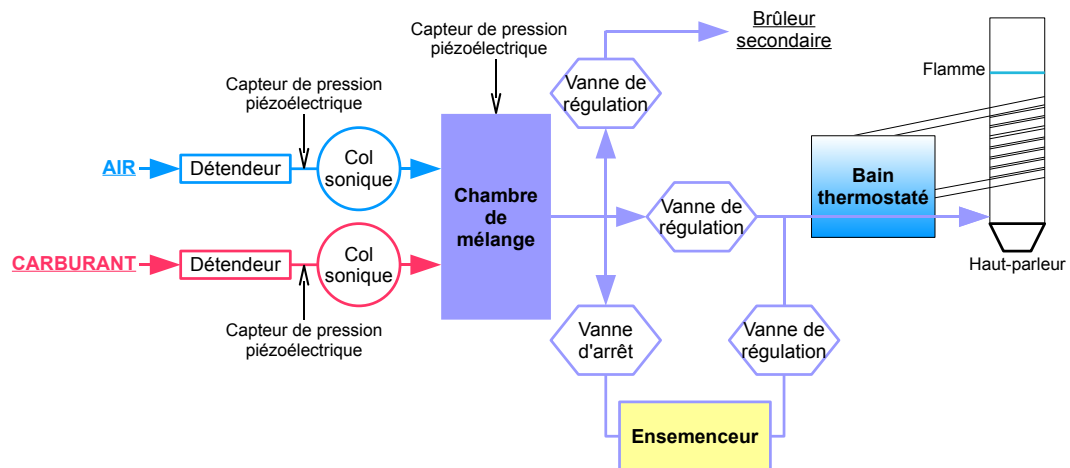 Capteur de pression
piézoélectrique
Brûleur
secondaire
Flamme
Capteur de pression
piézoélectrique
Vanne de
régulation
AIR
Détendeur
Col
sonique
Chambre
de
mélange
Vanne de
régulation
Bain
thermostaté
CARBURANT
Détendeur
Col
sonique
Haut-parleur
Capteur de pression
piézoélectrique
Vanne
d'arrêt
Vanne de
régulation
Ensemenceur